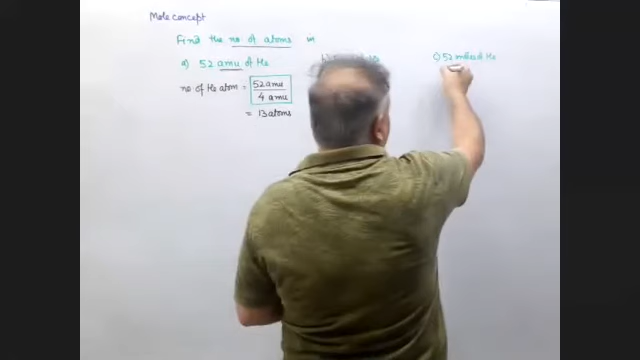 Mole concept
Find the no. of atoms in
a) 52 amu of He
c) 52 moles of He
no. of He atom = 52 amu
4 amu
= 13 atoms